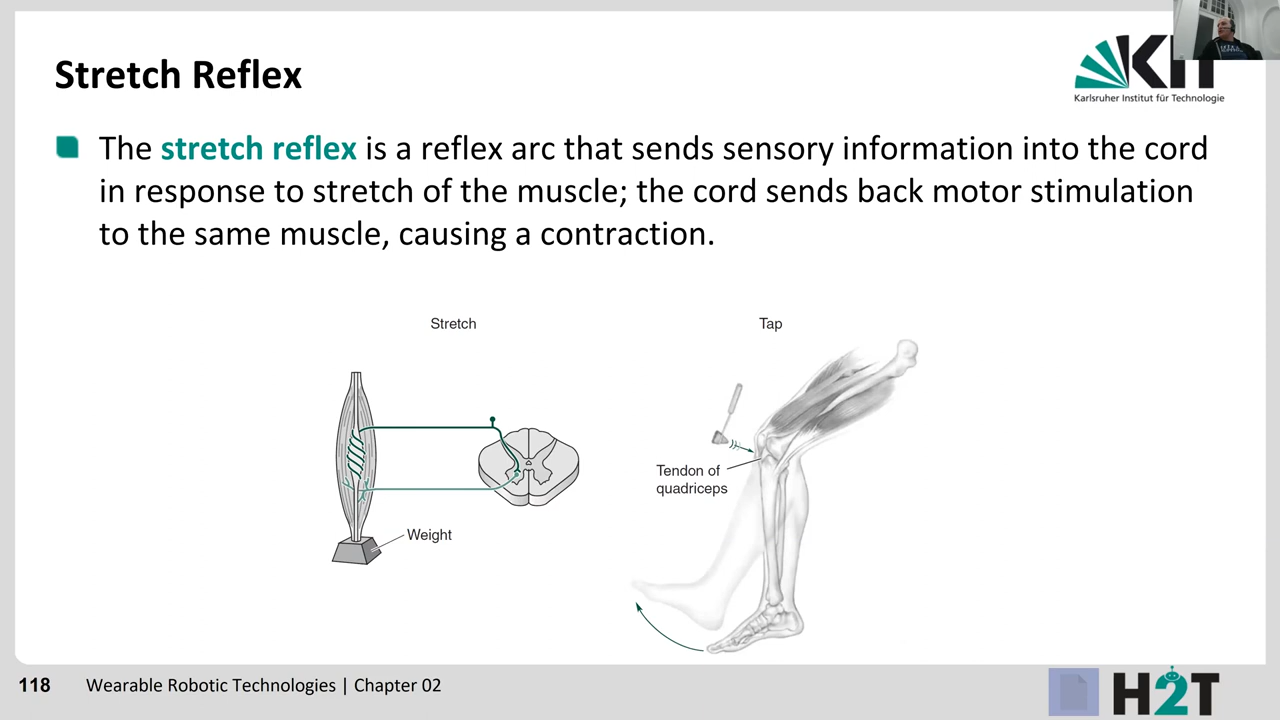 Stretch Reflex
KIT
Karlsruher Institut für Technologie
The stretch reflex is a reflex arc that sends sensory information into the cord
in response to stretch of the muscle; the cord sends back motor stimulation
to the same muscle, causing a contraction.
Stretch
Tap
Tendon of
quadriceps
Weight
118 Wearable Robotic Technologies | Chapter 02
H2T